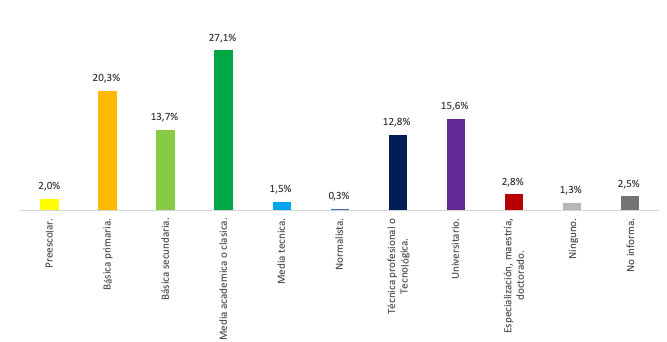 27,1%
20,3%
15,6%
13,7%
12,8%
2,8%
2,5%
2,0%
1,5%
1,3%
0,3%
Preescolar.
Básica primaria.
Básica secundaria.
Media academica o clasica.
Media tecnica.
Normalista.
Técnica profesional o
Tecnológica.
Universitario.
Especialización, maestría,
doctorado.
Ninguno.
No informa.